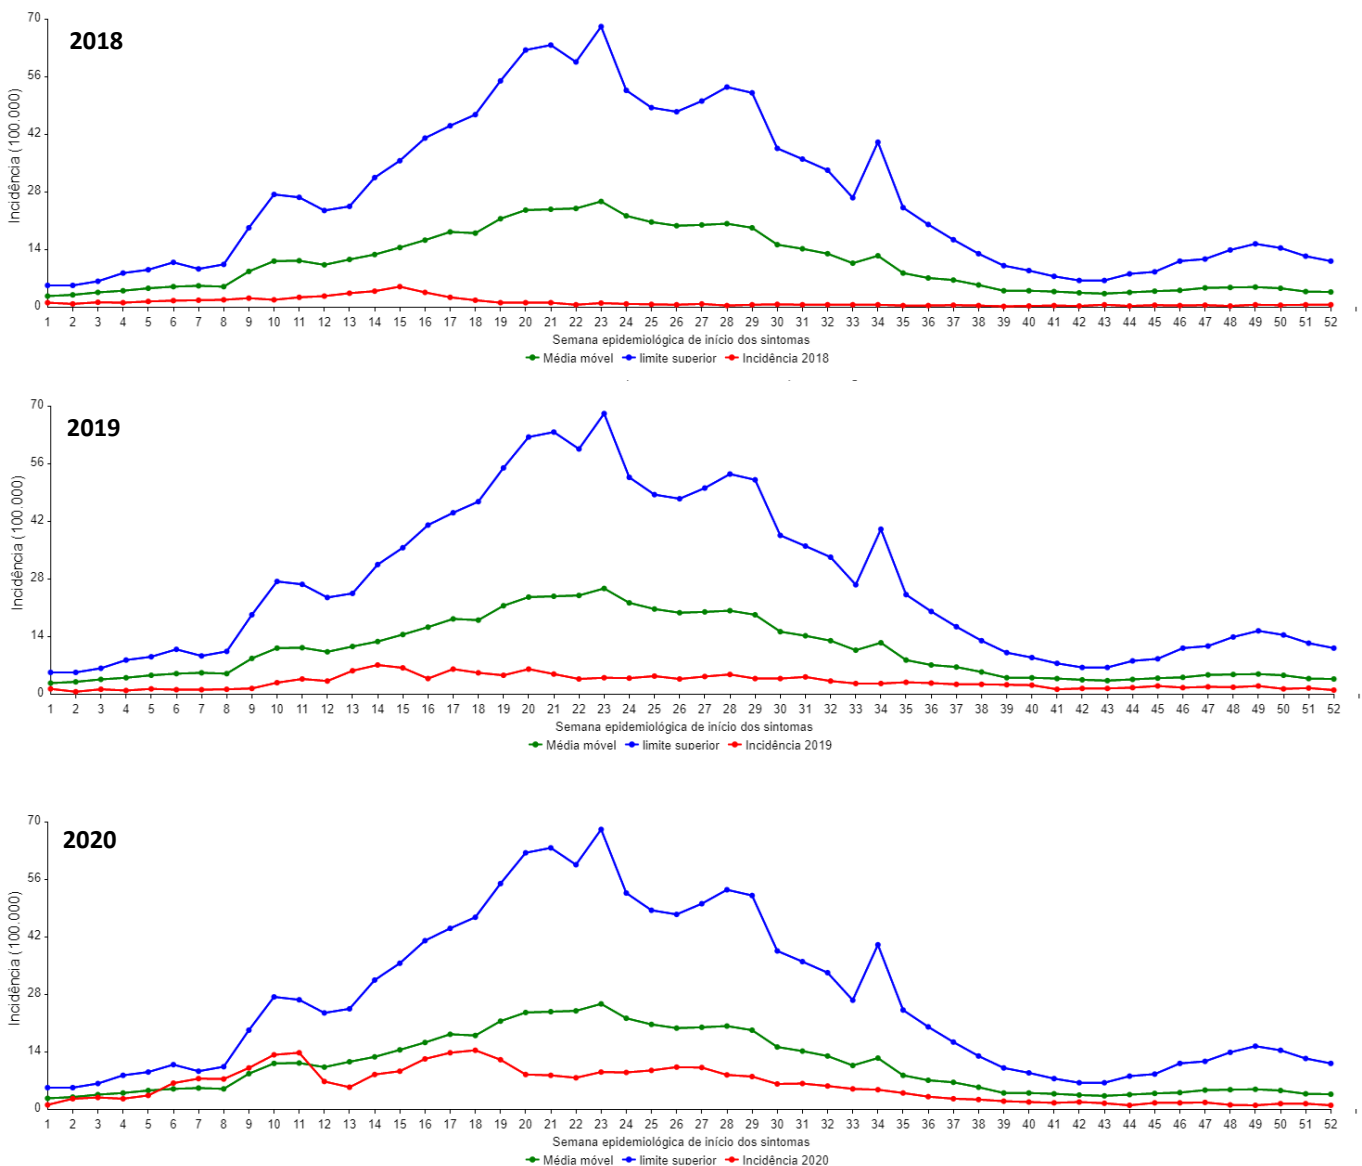 2018
70
56
42
28
14
0
Incidência (100.000)
1 2 3 4 5 6 7 8 9 10 11 12 13 14 15 16 17 18 19 20 21 22 23 24 25 26 27 28 29 30 31 32 33 34 35 36 37 38 39 40 41 42 43 44 45 46 47 48 49 50 51 52
Semana epidemiológica de início dos sintomas
Média móvel limite superior Incidência 2018
2019
70
56
42
28
14
0
Incidência (100.000)
1 2 3 4 5 6 7 8 9 10 11 12 13 14 15 16 17 18 19 20 21 22 23 24 25 26 27 28 29 30 31 32 33 34 35 36 37 38 39 40 41 42 43 44 45 46 47 48 49 50 51 52
Semana epidemiológica de início dos sintomas
Média móvel limite superior Incidência 2019
2020
70
56
42
28
14
0
Incidência (100.000)
1 2 3 4 5 6 7 8 9 10 11 12 13 14 15 16 17 18 19 20 21 22 23 24 25 26 27 28 29 30 31 32 33 34 35 36 37 38 39 40 41 42 43 44 45 46 47 48 49 50 51 52
Semana epidemiológica de início dos sintomas
Média móvel limite superior Incidência 2020